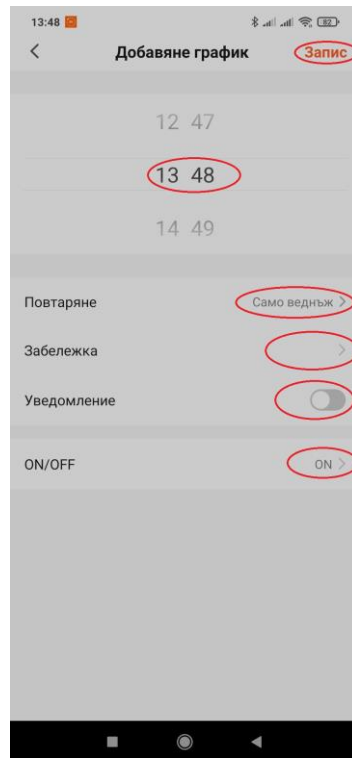 13:48 82
Добавяне график Запис
12 47
13 48
14 49
Повтаряне Само веднъж
Забележка
Уведомление
ON/OFF ON